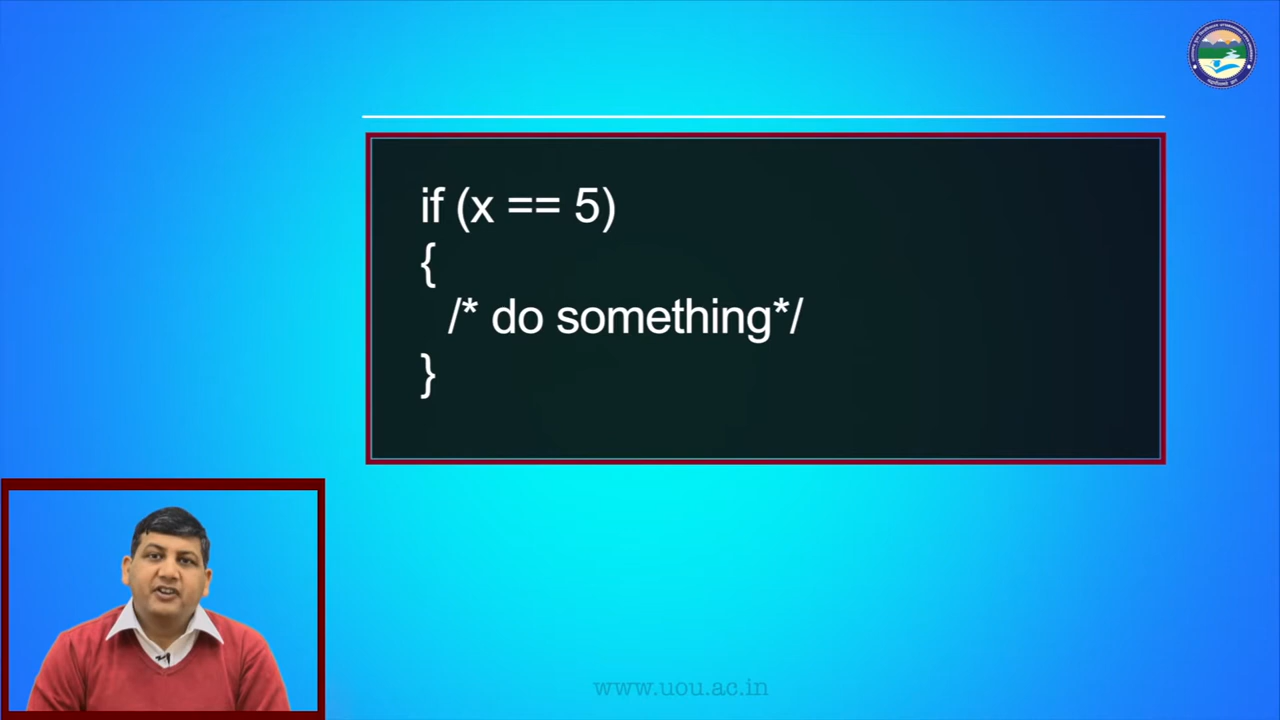 if (x == 5)
{
/* do something*/
}
www.uou.ac.in